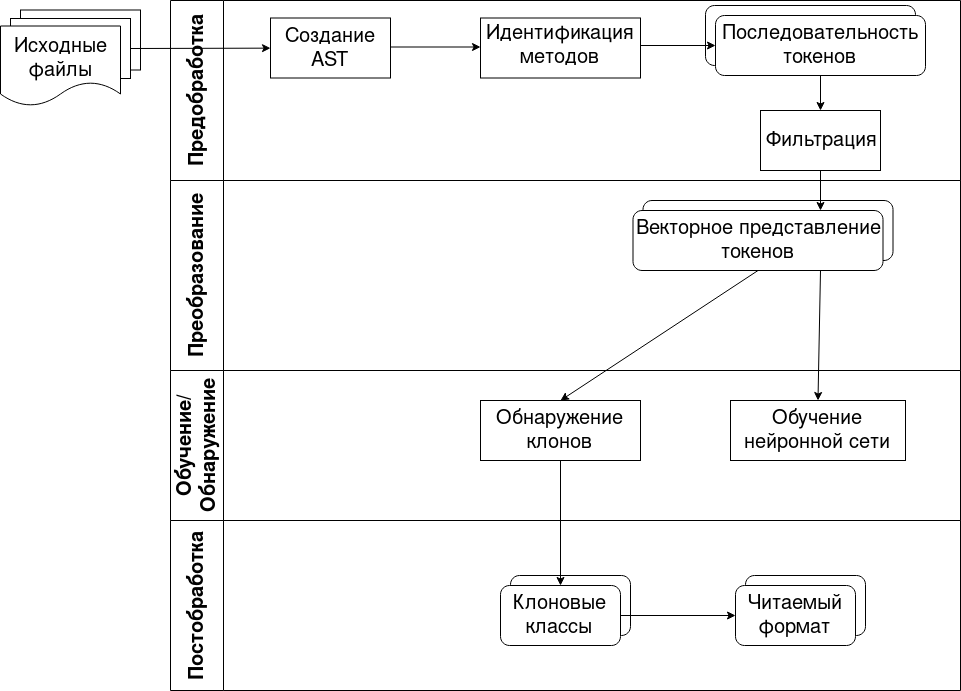 Исходные
файлы
Предобработка
Создание
AST
Идентификация
методов
Последовательность
токенов
Фильтрация
Преобразование
Векторное представление
токенов
Обучение/
Обнаружение
Обнаружение
клонов
Обучение
нейронной сети
Постобработка
Клоновые
классы
Читаемый
формат